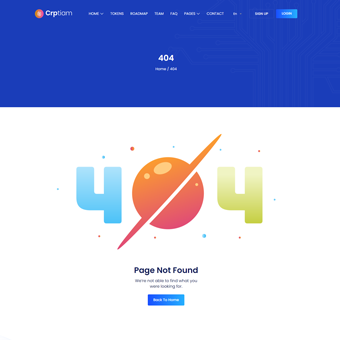 Crptiam
HOME TOKENS ROADMAP TEAM FAQ PAGES CONTACT SIGN UP LOGIN
404
Home / 404
4 4
Page Not Found
We're not able to find what you
were looking for.
Back To Home